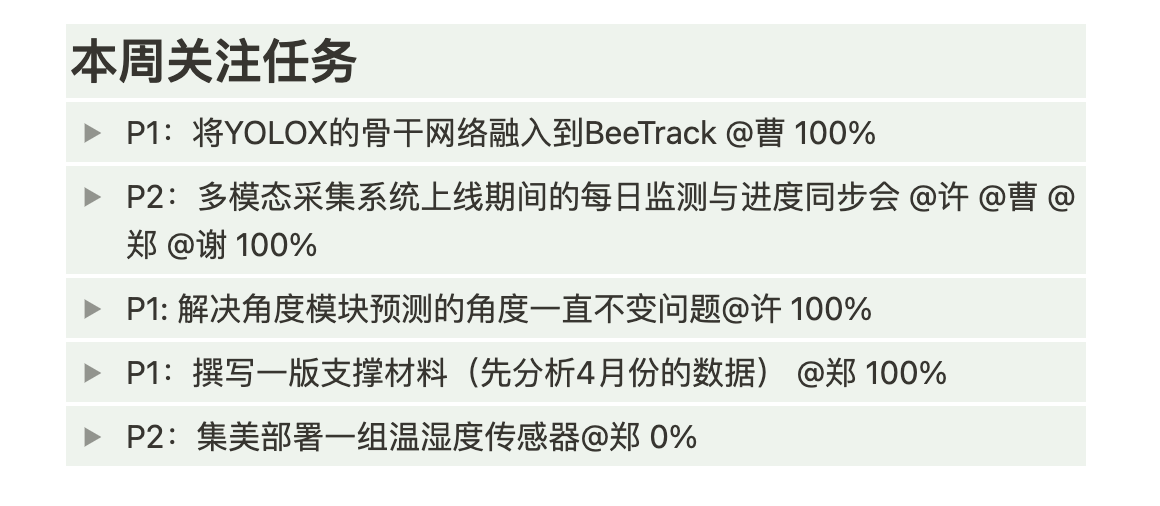 本周关注任务
P1：将YOLOX的骨干网络融入到BeeTrack @曹 100%
P2：多模态采集系统上线期间的每日监测与进度同步会 @许 @曹 @
郑 @谢 100%
P1: 解决角度模块预测的角度一直不变问题@许 100%
P1：撰写一版支撑材料（先分析4月份的数据） @郑 100%
P2：集美部署一组温湿度传感器@郑 0%